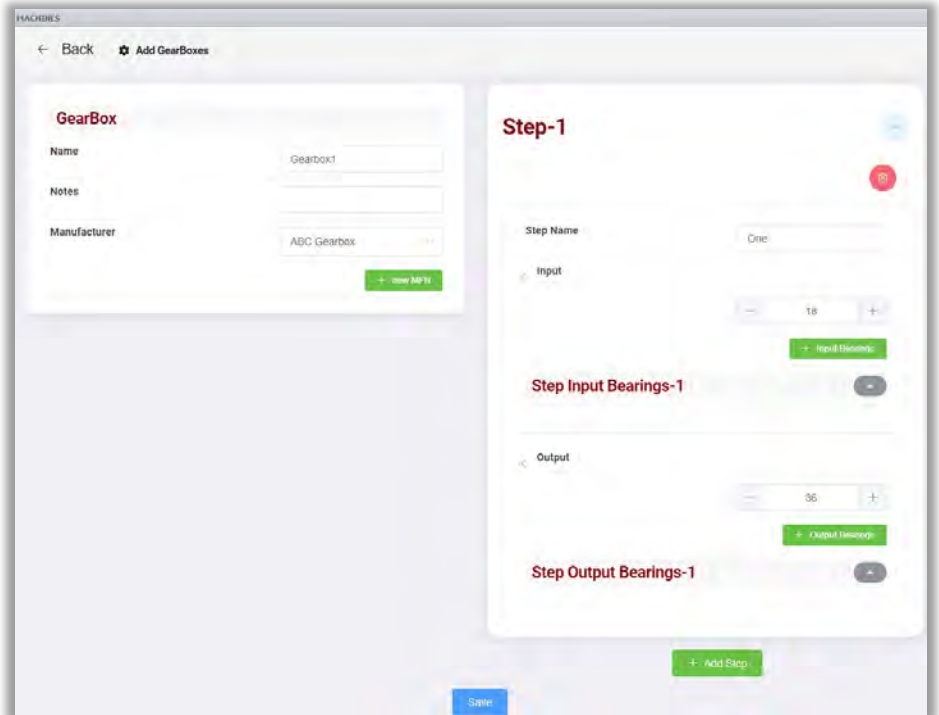 MACHINES
Back
Add GearBoxes
GearBox
Name
Gearbox1
Notes
Manufacturer
ABC Gearbox
+ new MFN
Step-1
Step Name
One
Input
18
+ Input Bearings
Step Input Bearings-1
Output
36
+ Output Bearings
Step Output Bearings-1
+ Add Step
Save